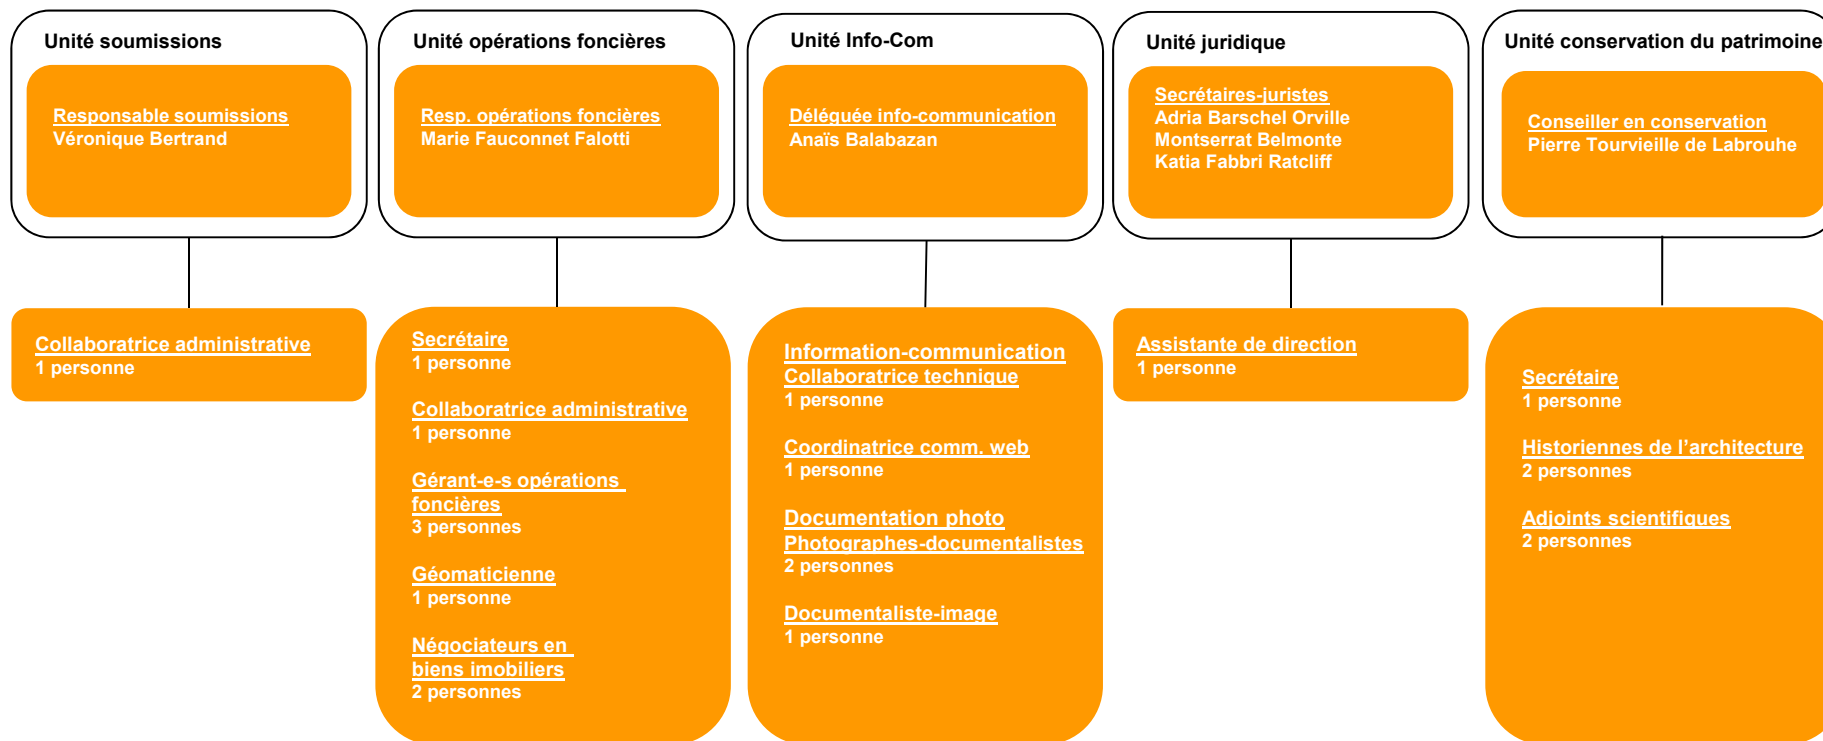 Unité soumissions
Responsable soumissions
Véronique Bertrand
Collaboratrice administrative
1 personne
Unité opérations foncières
Resp. opérations foncières
Marie Fauconnet Falotti
Secrétaire
1 personne
Collaboratrice administrative
1 personne
Gérant-e-s opérations
foncières
3 personnes
Géomaticienne
1 personne
Négociateurs en
biens imobiliers
2 personnes
Unité Info-Com
Déléguée info-communication
Anaïs Balabazan
Information-communication
Collaboratrice technique
1 personne
Coordinatrice comm. web
1 personne
Documentation photo
Photographes-documentalistes
2 personnes
Documentaliste-image
1 personne
Unité juridique
Secrétaires-juristes
Adria Barschel Orville
Montserrat Belmonte
Katia Fabbri Ratcliff
Assistante de direction
1 personne
Unité conservation du patrimoine
Conseiller en conservation
Pierre Tourvieille de Labrouhe
Secrétaire
1 personne
Historiennes de l'architecture
2 personnes
Adjoints scientifiques
2 personnes